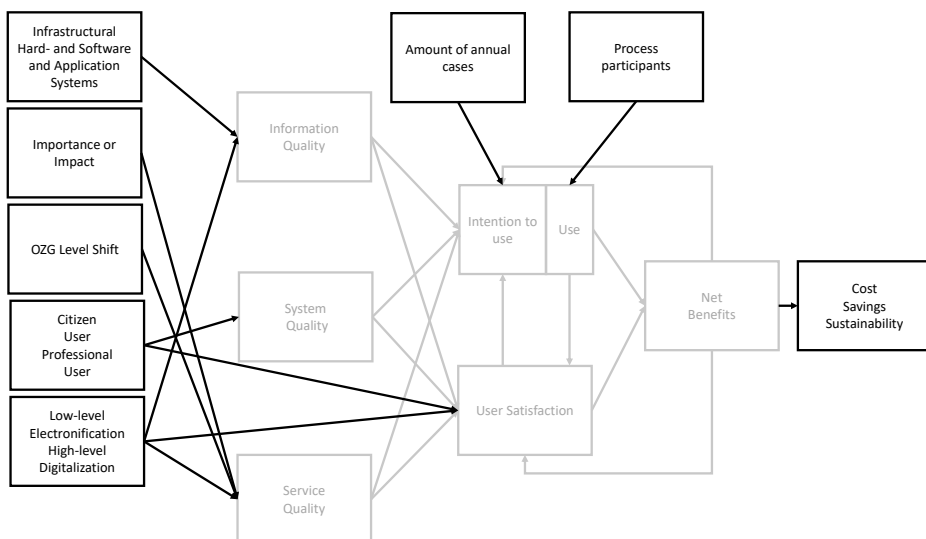 Infrastructural
Hard- and Software
and Application
Systems
Importance or
Impact
OZG Level Shift
Citizen
User
Professional
User
Low-level
Electronification
High-level
Digitalization
Information
Quality
System
Quality
Service
Quality
Amount of annual
cases
Process
participants
Intention to
use
Use
User Satisfaction
Net
Benefits
Cost
Savings
Sustainability